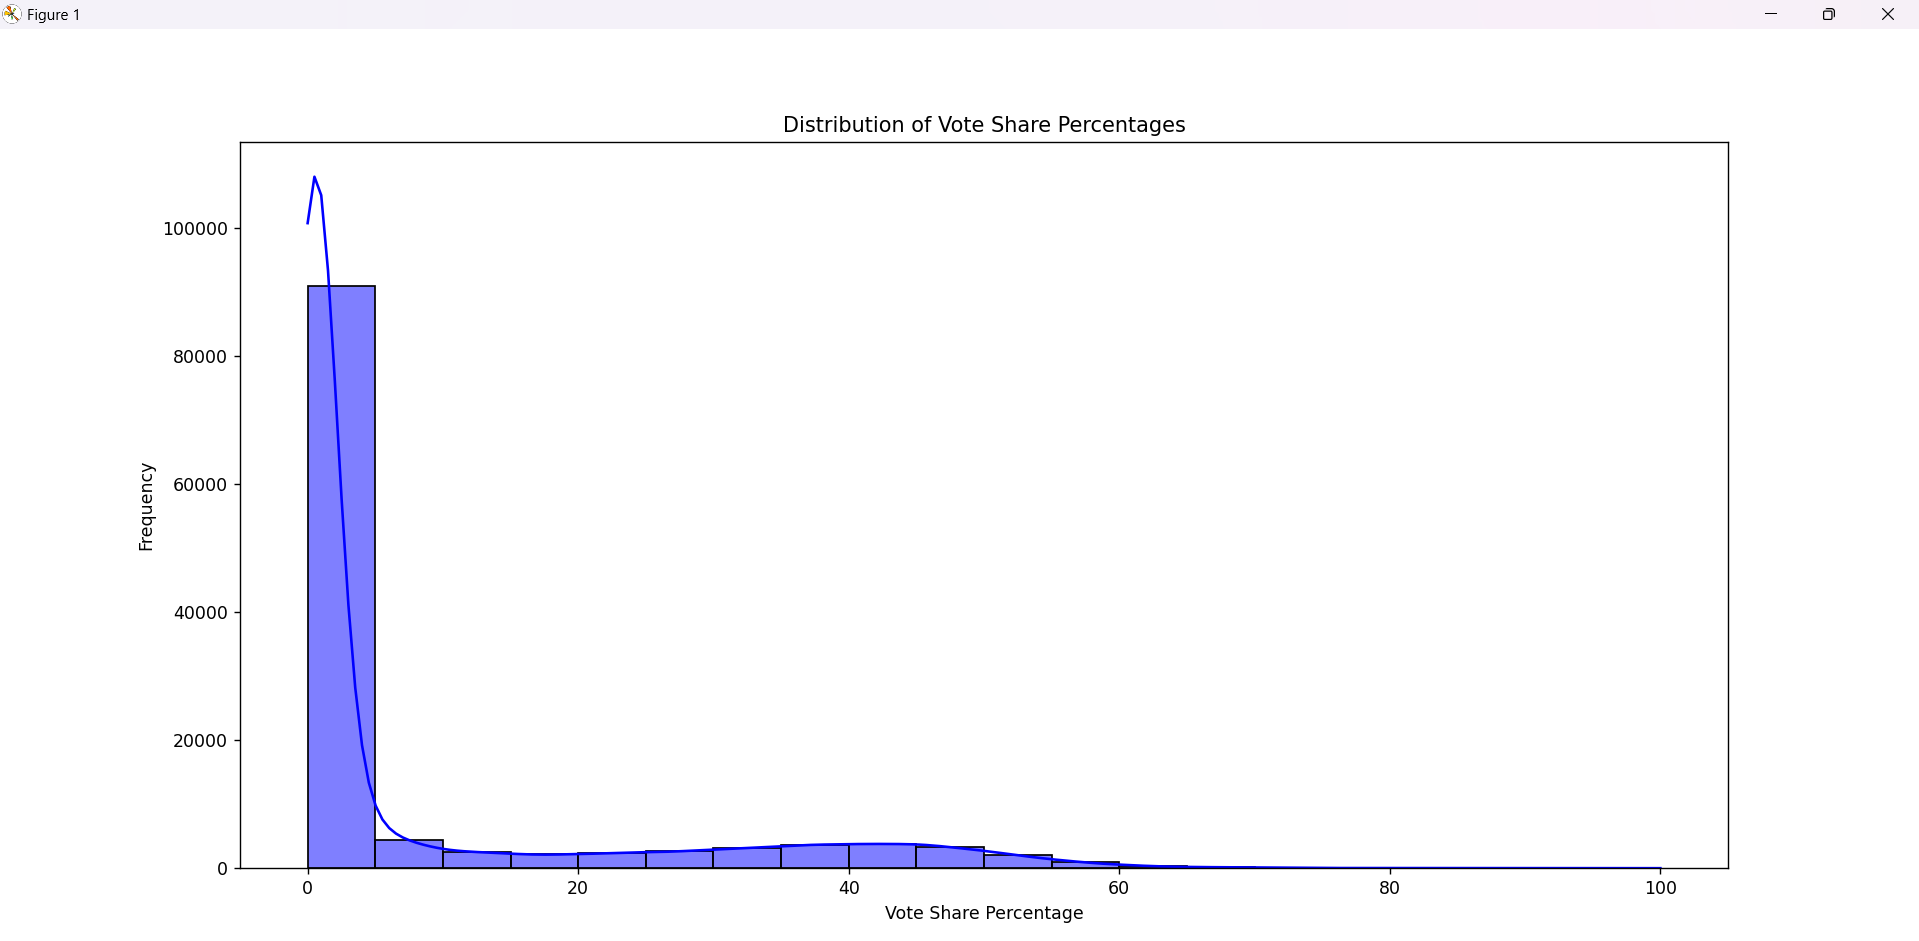 Figure 1
Distribution of Vote Share Percentages
100000
80000
60000
40000
20000
0
Frequency
0 20 40 60 80 100
Vote Share Percentage